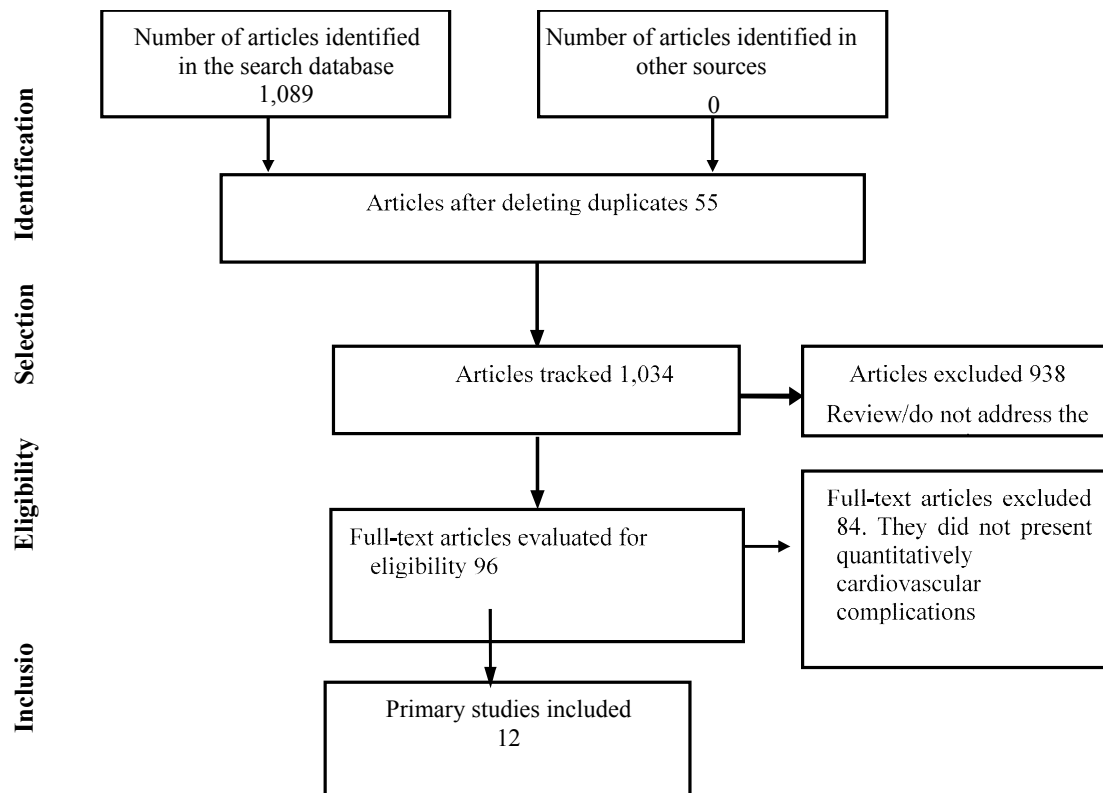 Number of articles identified
in the search database
1,089
Number of articles identified in
other sources
0
Identification
Articles after deleting duplicates 55
Selection
Articles tracked 1,034
Articles excluded 938
Review/do not address the
Eligibility
Full-text articles evaluated for
eligibility 96
Full-text articles excluded
84. They did not present
quantitatively
cardiovascular
complications
Inclusio
Primary studies included
12